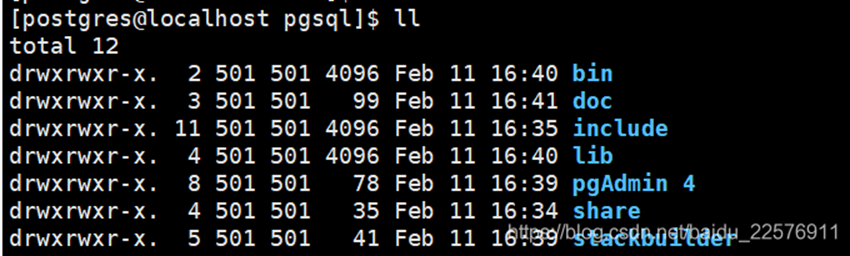 [postgres@localhost pgsql]$ ll
total 12
drwxrwxr-x.  2 501 501 4096 Feb 11 16:40 bin
drwxrwxr-x.  3 501 501   99 Feb 11 16:41 doc
drwxrwxr-x. 11 501 501 4096 Feb 11 16:35 include
drwxrwxr-x.  4 501 501 4096 Feb 11 16:40 lib
drwxrwxr-x.  8 501 501   78 Feb 11 16:39 pgAdmin 4
drwxrwxr-x.  4 501 501   35 Feb 11 16:34 share
drwxrwxr-x.  5 501 501   41 Feb 11 16:39 stackbuilder
https://blog.csdn.net/baidu_22576911